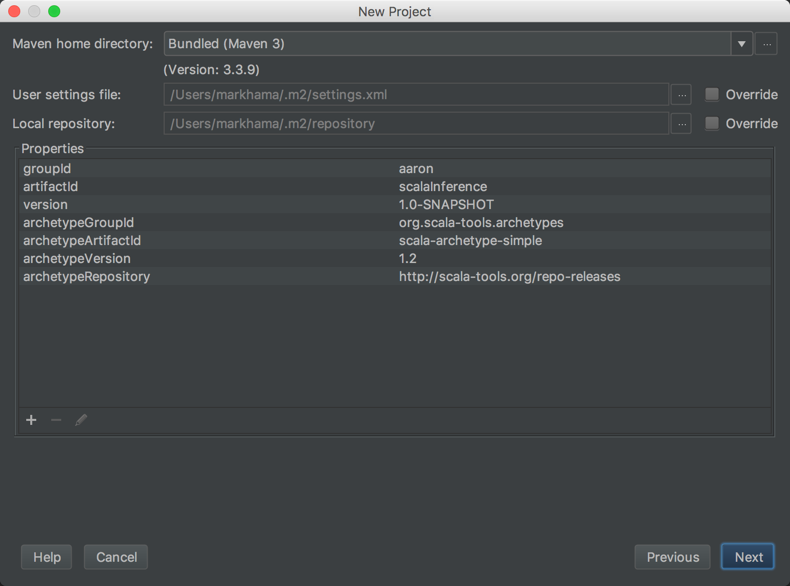 New Project
Maven home directory: Bundled (Maven 3) ...
(Version: 3.3.9)
User settings file: /Users/markhama/.m2/settings.xml ... Override
Local repository: /Users/markhama/.m2/repository ... Override
Properties
groupId aaron
artifactId scalaInference
version 1.0-SNAPSHOT
archetypeGroupId org.scala-tools.archetypes
archetypeArtifactId scala-archetype-simple
archetypeVersion 1.2
archetypeRepository http://scala-tools.org/repo-releases
Help Cancel Previous Next